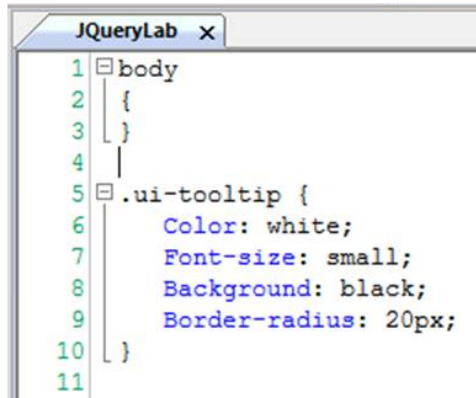 JQueryLab x
1 body
2 {
3 }
4
5 .ui-tooltip {
6 Color: white;
7 Font-size: small;
8 Background: black;
9 Border-radius: 20px;
10 }
11